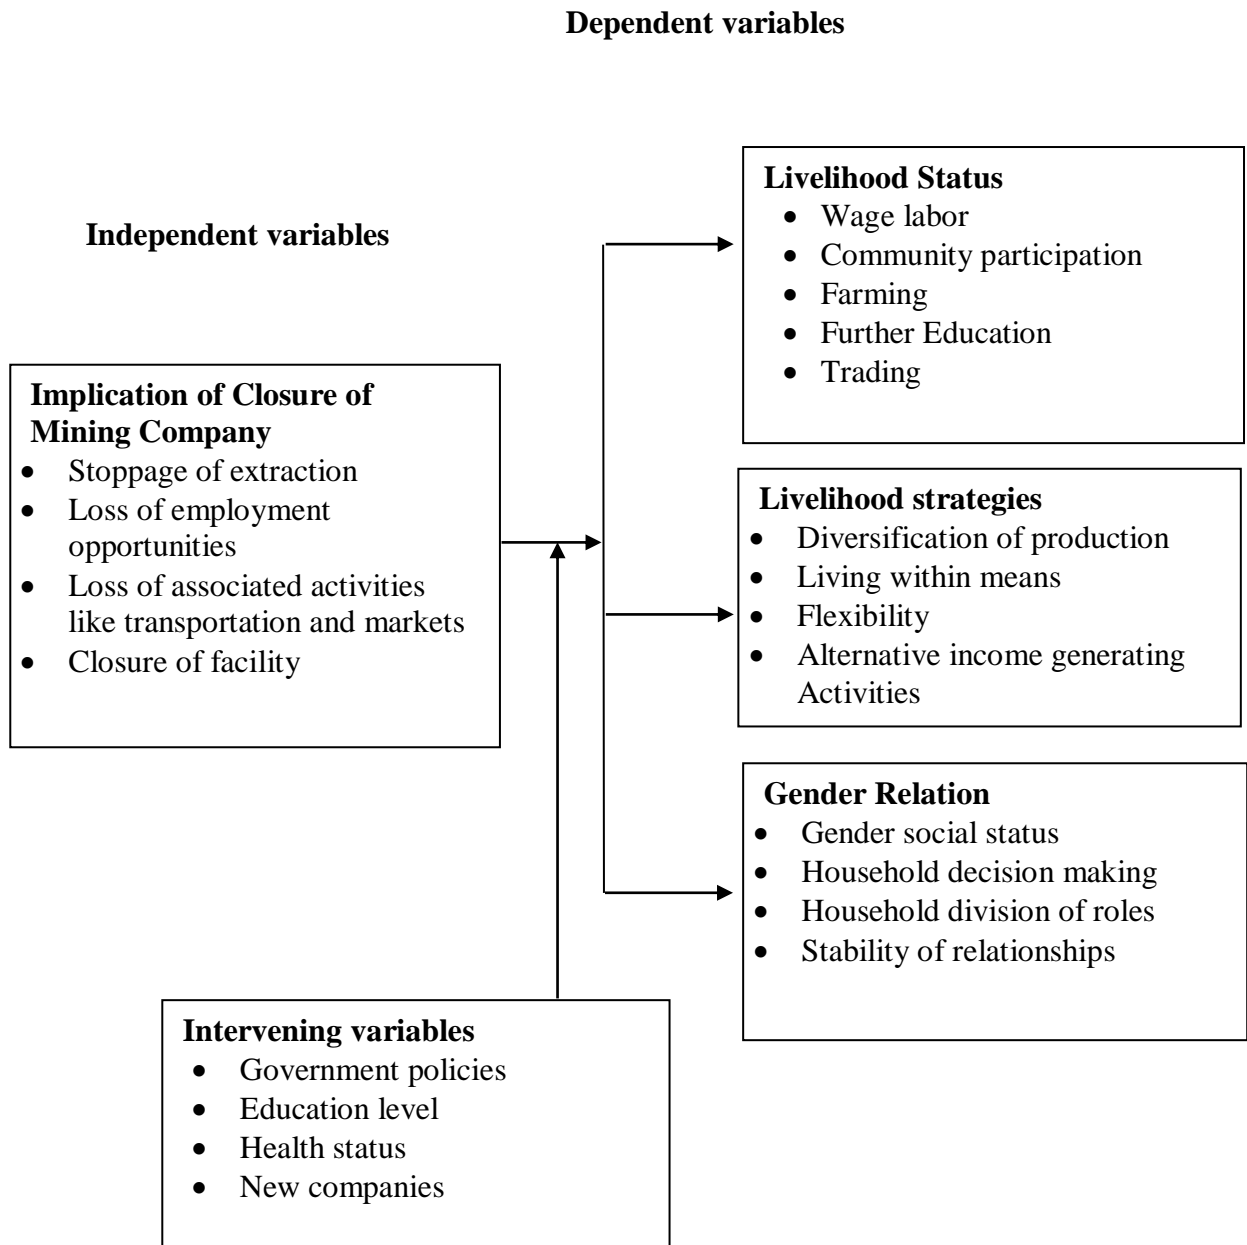 Dependent variables
Independent variables
Implication of Closure of
Mining Company
• Stoppage of extraction
• Loss of employment
opportunities
• Loss of associated activities
like transportation and markets
• Closure of facility
Livelihood Status
• Wage labor
• Community participation
• Farming
• Further Education
• Trading
Livelihood strategies
• Diversification of production
• Living within means
• Flexibility
• Alternative income generating
Activities
Gender Relation
• Gender social status
• Household decision making
• Household division of roles
• Stability of relationships
Intervening variables
• Government policies
• Education level
• Health status
• New companies